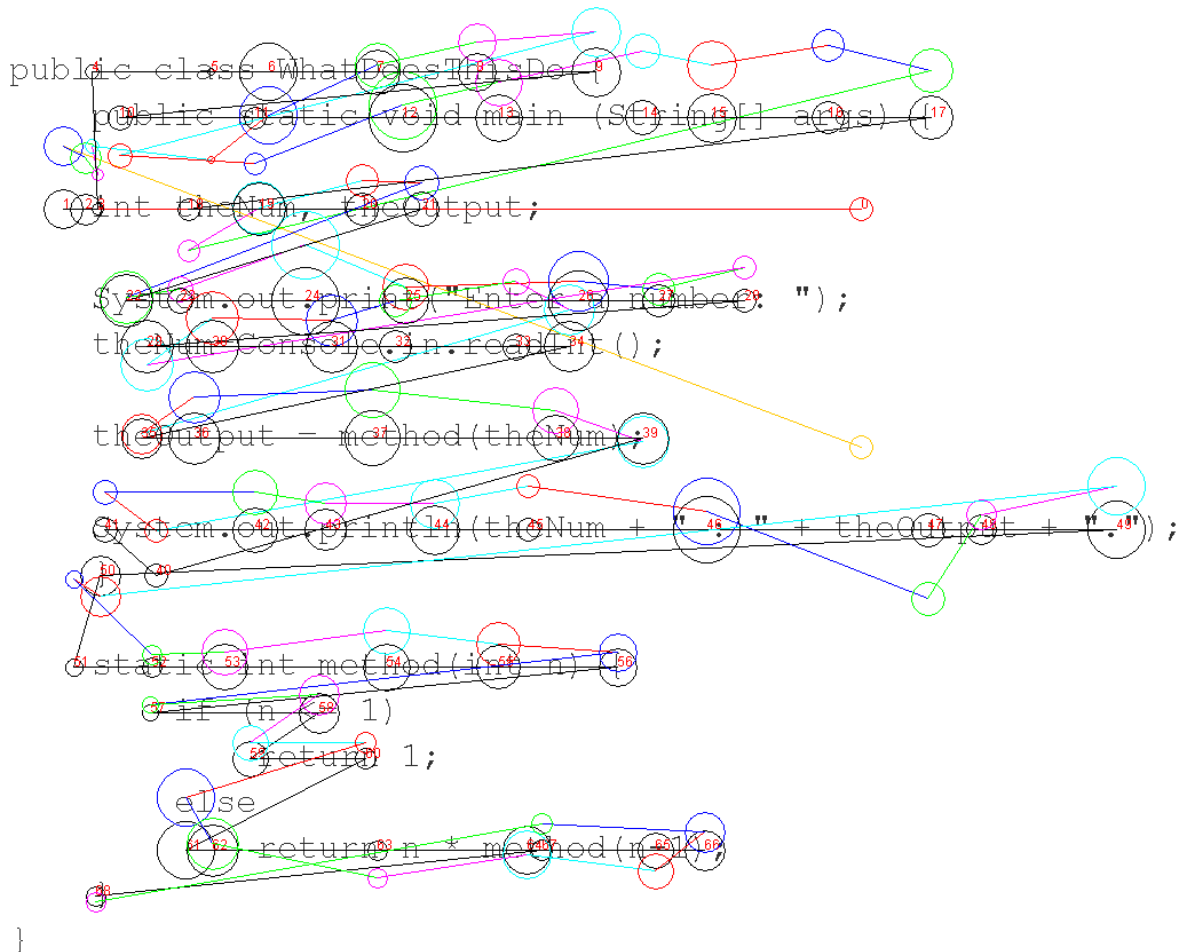 public class WhatDoesThisDo {
public static void main (String[] args) {
int theNum, theOutput;
System.out.print("Enter a number: ");
theNum=Console.in.readInt();
theOutput = method(theNum);
System.out.println(theNum + " : " + theOutput + ".");
}
static int method(int n) {
if (n <= 1)
return 1;
else
return n * method(n-1);
}
}